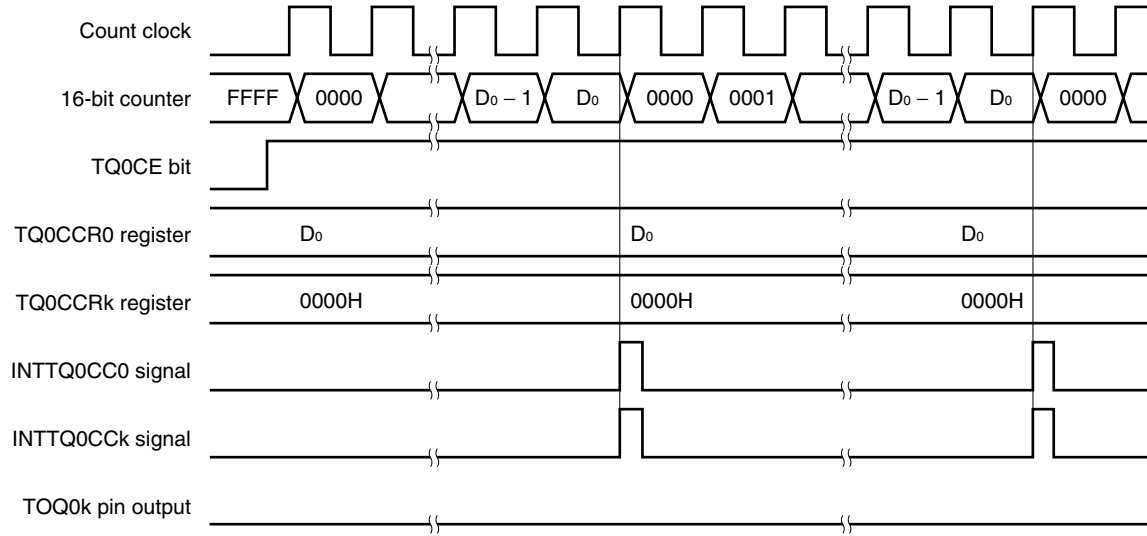 Count clock
16-bit counter FFFF 0000 D₀ − 1 D₀ 0000 0001 D₀ − 1 D₀ 0000
TQ0CE bit
TQ0CCR0 register D₀ D₀ D₀
TQ0CCRk register 0000H 0000H 0000H
INTTQ0CC0 signal
INTTQ0CCk signal
TOQ0k pin output